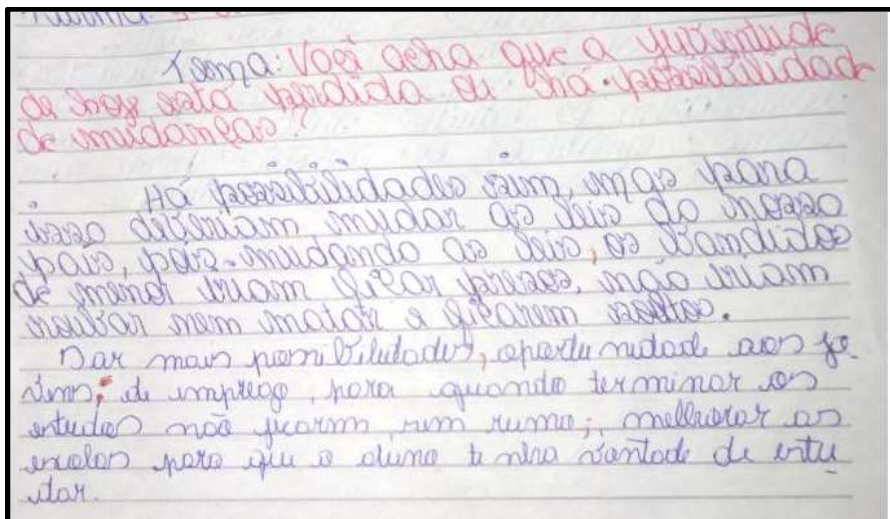 Tema: Você acha que a juventude
de hoje está perdida ou há possibilidade
de mudanças?
Há possibilidades sim, mas para
isso deveriam mudar as leis do nosso
país, pois mudando as leis, os bandidos
de menor iriam ficar presos, não iriam
roubar nem matar e ficarem soltos.
Dar mais possibilidades, oportunidade aos jo
vens, de emprego, para quando terminar os
estudos não ficarem sem rumo; melhorar as
escolas para que o aluno tenha vontade de estu
dar.